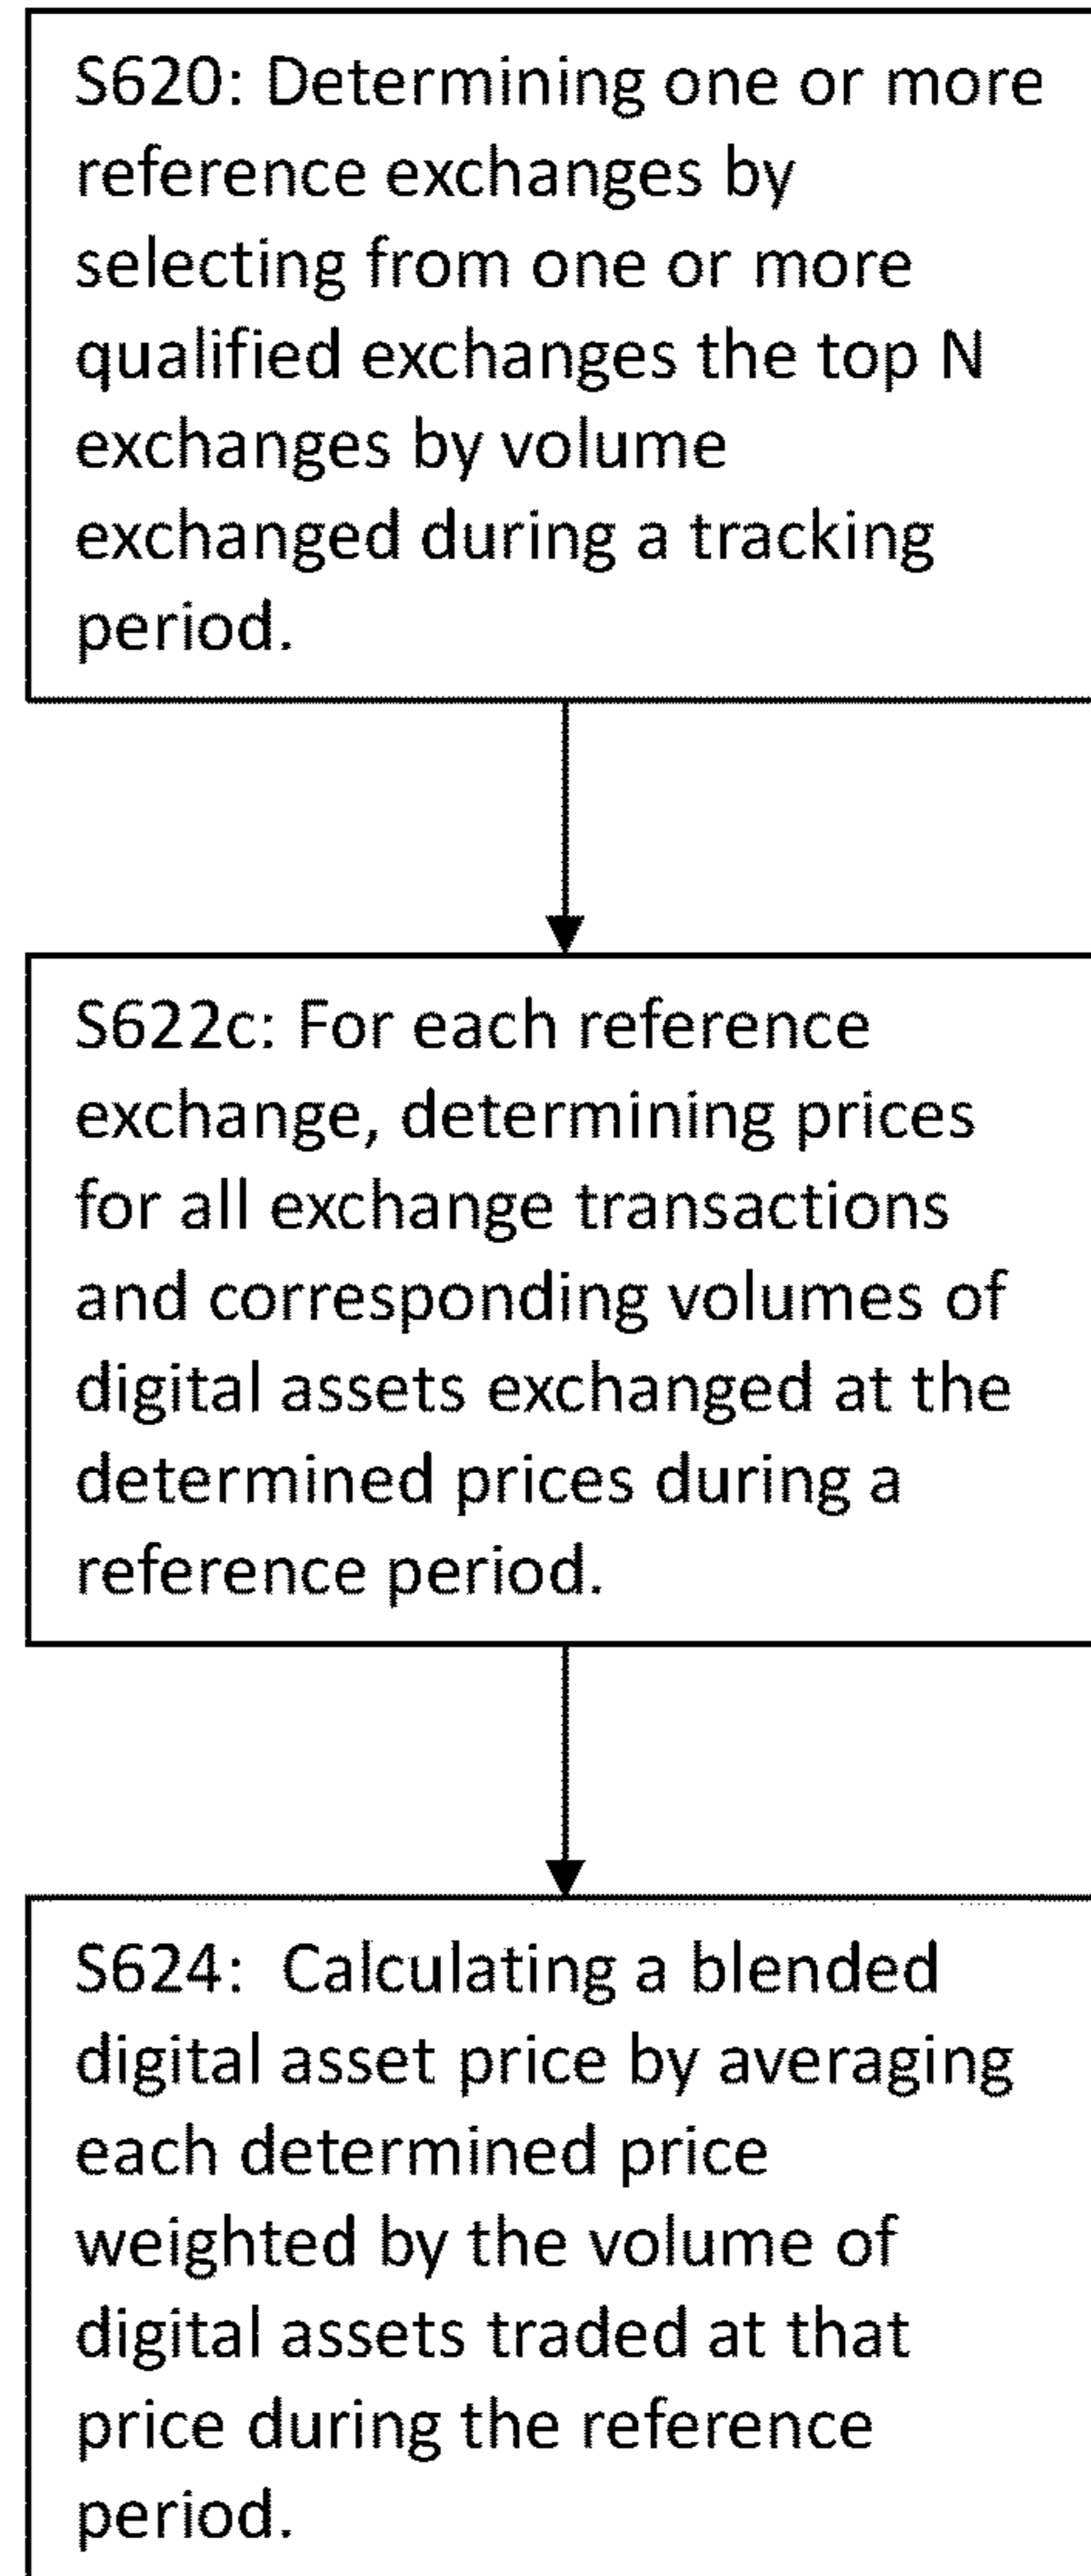 S620: Determining one or more
reference exchanges by
selecting from one or more
qualified exchanges the top N
exchanges by volume
exchanged during a tracking
period.
S622c: For each reference
exchange, determining prices
for all exchange transactions
and corresponding volumes of
digital assets exchanged at the
determined prices during a
reference period.
S624:  Calculating a blended
digital asset price by averaging
each determined price
weighted by the volume of
digital assets traded at that
price during the reference
period.